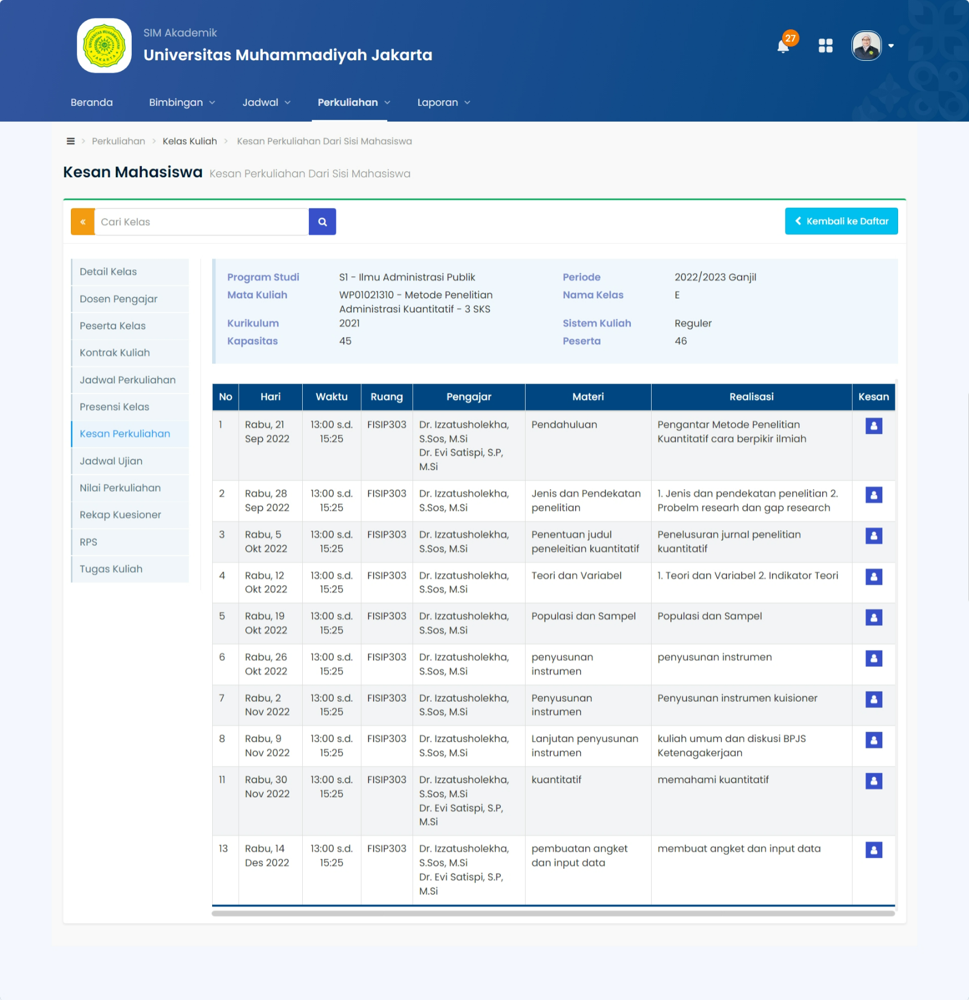 SIM Akademik
Universitas Muhammadiyah Jakarta
27
Beranda Bimbingan Jadwal Perkuliahan Laporan
> Perkuliahan > Kelas Kuliah > Kesan Perkuliahan Dari Sisi Mahasiswa
Kesan Mahasiswa Kesan Perkuliahan Dari Sisi Mahasiswa
« Cari Kelas
Kembali ke Daftar
Detail Kelas
Dosen Pengajar
Peserta Kelas
Kontrak Kuliah
Jadwal Perkuliahan
Presensi Kelas
Kesan Perkuliahan
Jadwal Ujian
Nilai Perkuliahan
Rekap Kuesioner
RPS
Tugas Kuliah
Program Studi S1 - Ilmu Administrasi Publik Periode 2022/2023 Ganjil
Mata Kuliah WP01021310 - Metode Penelitian Nama Kelas E
Administrasi Kuantitatif - 3 SKS
Kurikulum 2021 Sistem Kuliah Reguler
Kapasitas 45 Peserta 46
No Hari Waktu Ruang Pengajar Materi Realisasi Kesan
1 Rabu, 21 13:00 s.d. FISIP303 Dr. Izzatusholekha, Pendahuluan Pengantar Metode Penelitian
Sep 2022 15:25 S.Sos, M.Si Kuantitatif cara berpikir ilmiah
Dr. Evi Satispi, S.P,
M.Si
2 Rabu, 28 13:00 s.d. FISIP303 Dr. Izzatusholekha, Jenis dan Pendekatan 1. Jenis dan pendekatan penelitian 2.
Sep 2022 15:25 S.Sos, M.Si penelitian Probelm researh dan gap research
3 Rabu, 5 13:00 s.d. FISIP303 Dr. Izzatusholekha, Penentuan judul Penelusuran jurnal penelitian
Okt 2022 15:25 S.Sos, M.Si peneleitian kuantitatif kuantitatif
4 Rabu, 12 13:00 s.d. FISIP303 Dr. Izzatusholekha, Teori dan Variabel 1. Teori dan Variabel 2. Indikator Teori
Okt 2022 15:25 S.Sos, M.Si
5 Rabu, 19 13:00 s.d. FISIP303 Dr. Izzatusholekha, Populasi dan Sampel Populasi dan Sampel
Okt 2022 15:25 S.Sos, M.Si
6 Rabu, 26 13:00 s.d. FISIP303 Dr. Izzatusholekha, penyusunan penyusunan instrumen
Okt 2022 15:25 S.Sos, M.Si instrumen
7 Rabu, 2 13:00 s.d. FISIP303 Dr. Izzatusholekha, Penyusunan Penyusunan instrumen kuisioner
Nov 2022 15:25 S.Sos, M.Si instrumen
8 Rabu, 9 13:00 s.d. FISIP303 Dr. Izzatusholekha, Lanjutan penyusunan kuliah umum dan diskusi BPJS
Nov 2022 15:25 S.Sos, M.Si instrumen Ketenagakerjaan
11 Rabu, 30 13:00 s.d. FISIP303 Dr. Izzatusholekha, kuantitatif memahami kuantitatif
Nov 2022 15:25 S.Sos, M.Si
Dr. Evi Satispi, S.P,
M.Si
13 Rabu, 14 13:00 s.d. FISIP303 Dr. Izzatusholekha, pembuatan angket membuat angket dan input data
Des 2022 15:25 S.Sos, M.Si dan input data
Dr. Evi Satispi, S.P,
M.Si